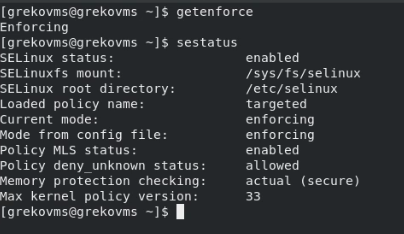 [grekovms@grekovms ~]$ getenforce
Enforcing
[grekovms@grekovms ~]$ sestatus
SELinux status:                 enabled
SELinuxfs mount:                /sys/fs/selinux
SELinux root directory:         /etc/selinux
Loaded policy name:             targeted
Current mode:                   enforcing
Mode from config file:          enforcing
Policy MLS status:              enabled
Policy deny_unknown status:     allowed
Memory protection checking:     actual (secure)
Max kernel policy version:      33
[grekovms@grekovms ~]$